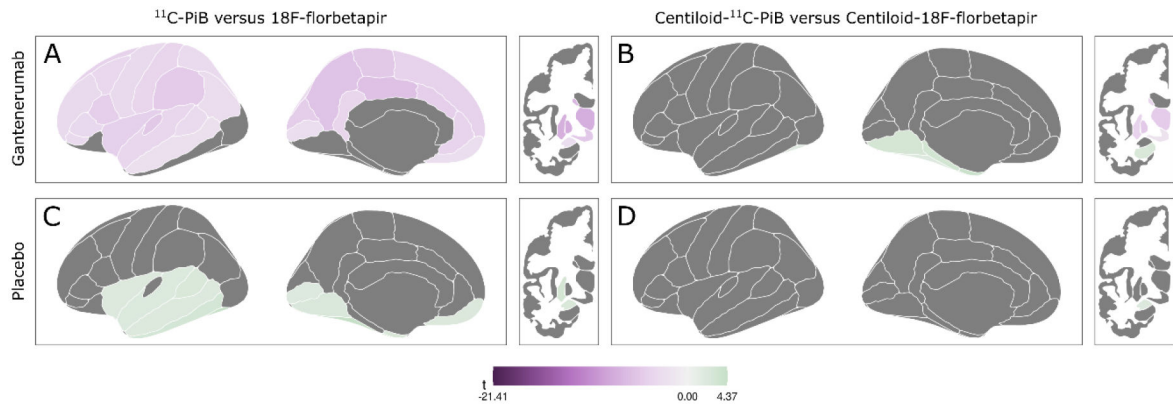 ¹¹C-PiB versus 18F-florbetapir
Centiloid-¹¹C-PiB versus Centiloid-18F-florbetapir
Gantenerumab
A
B
Placebo
C
D
t
-21.41
0.00
4.37